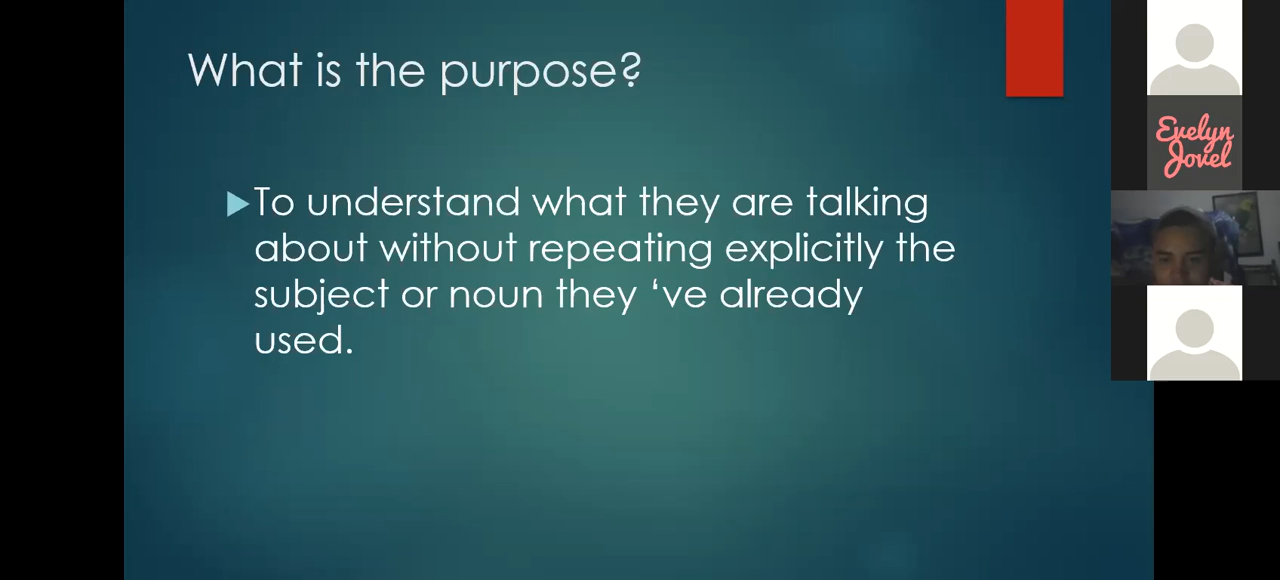 What is the purpose?
To understand what they are talking
about without repeating explicitly the
subject or noun they ‘ve already
used.
Evelyn
Jovel